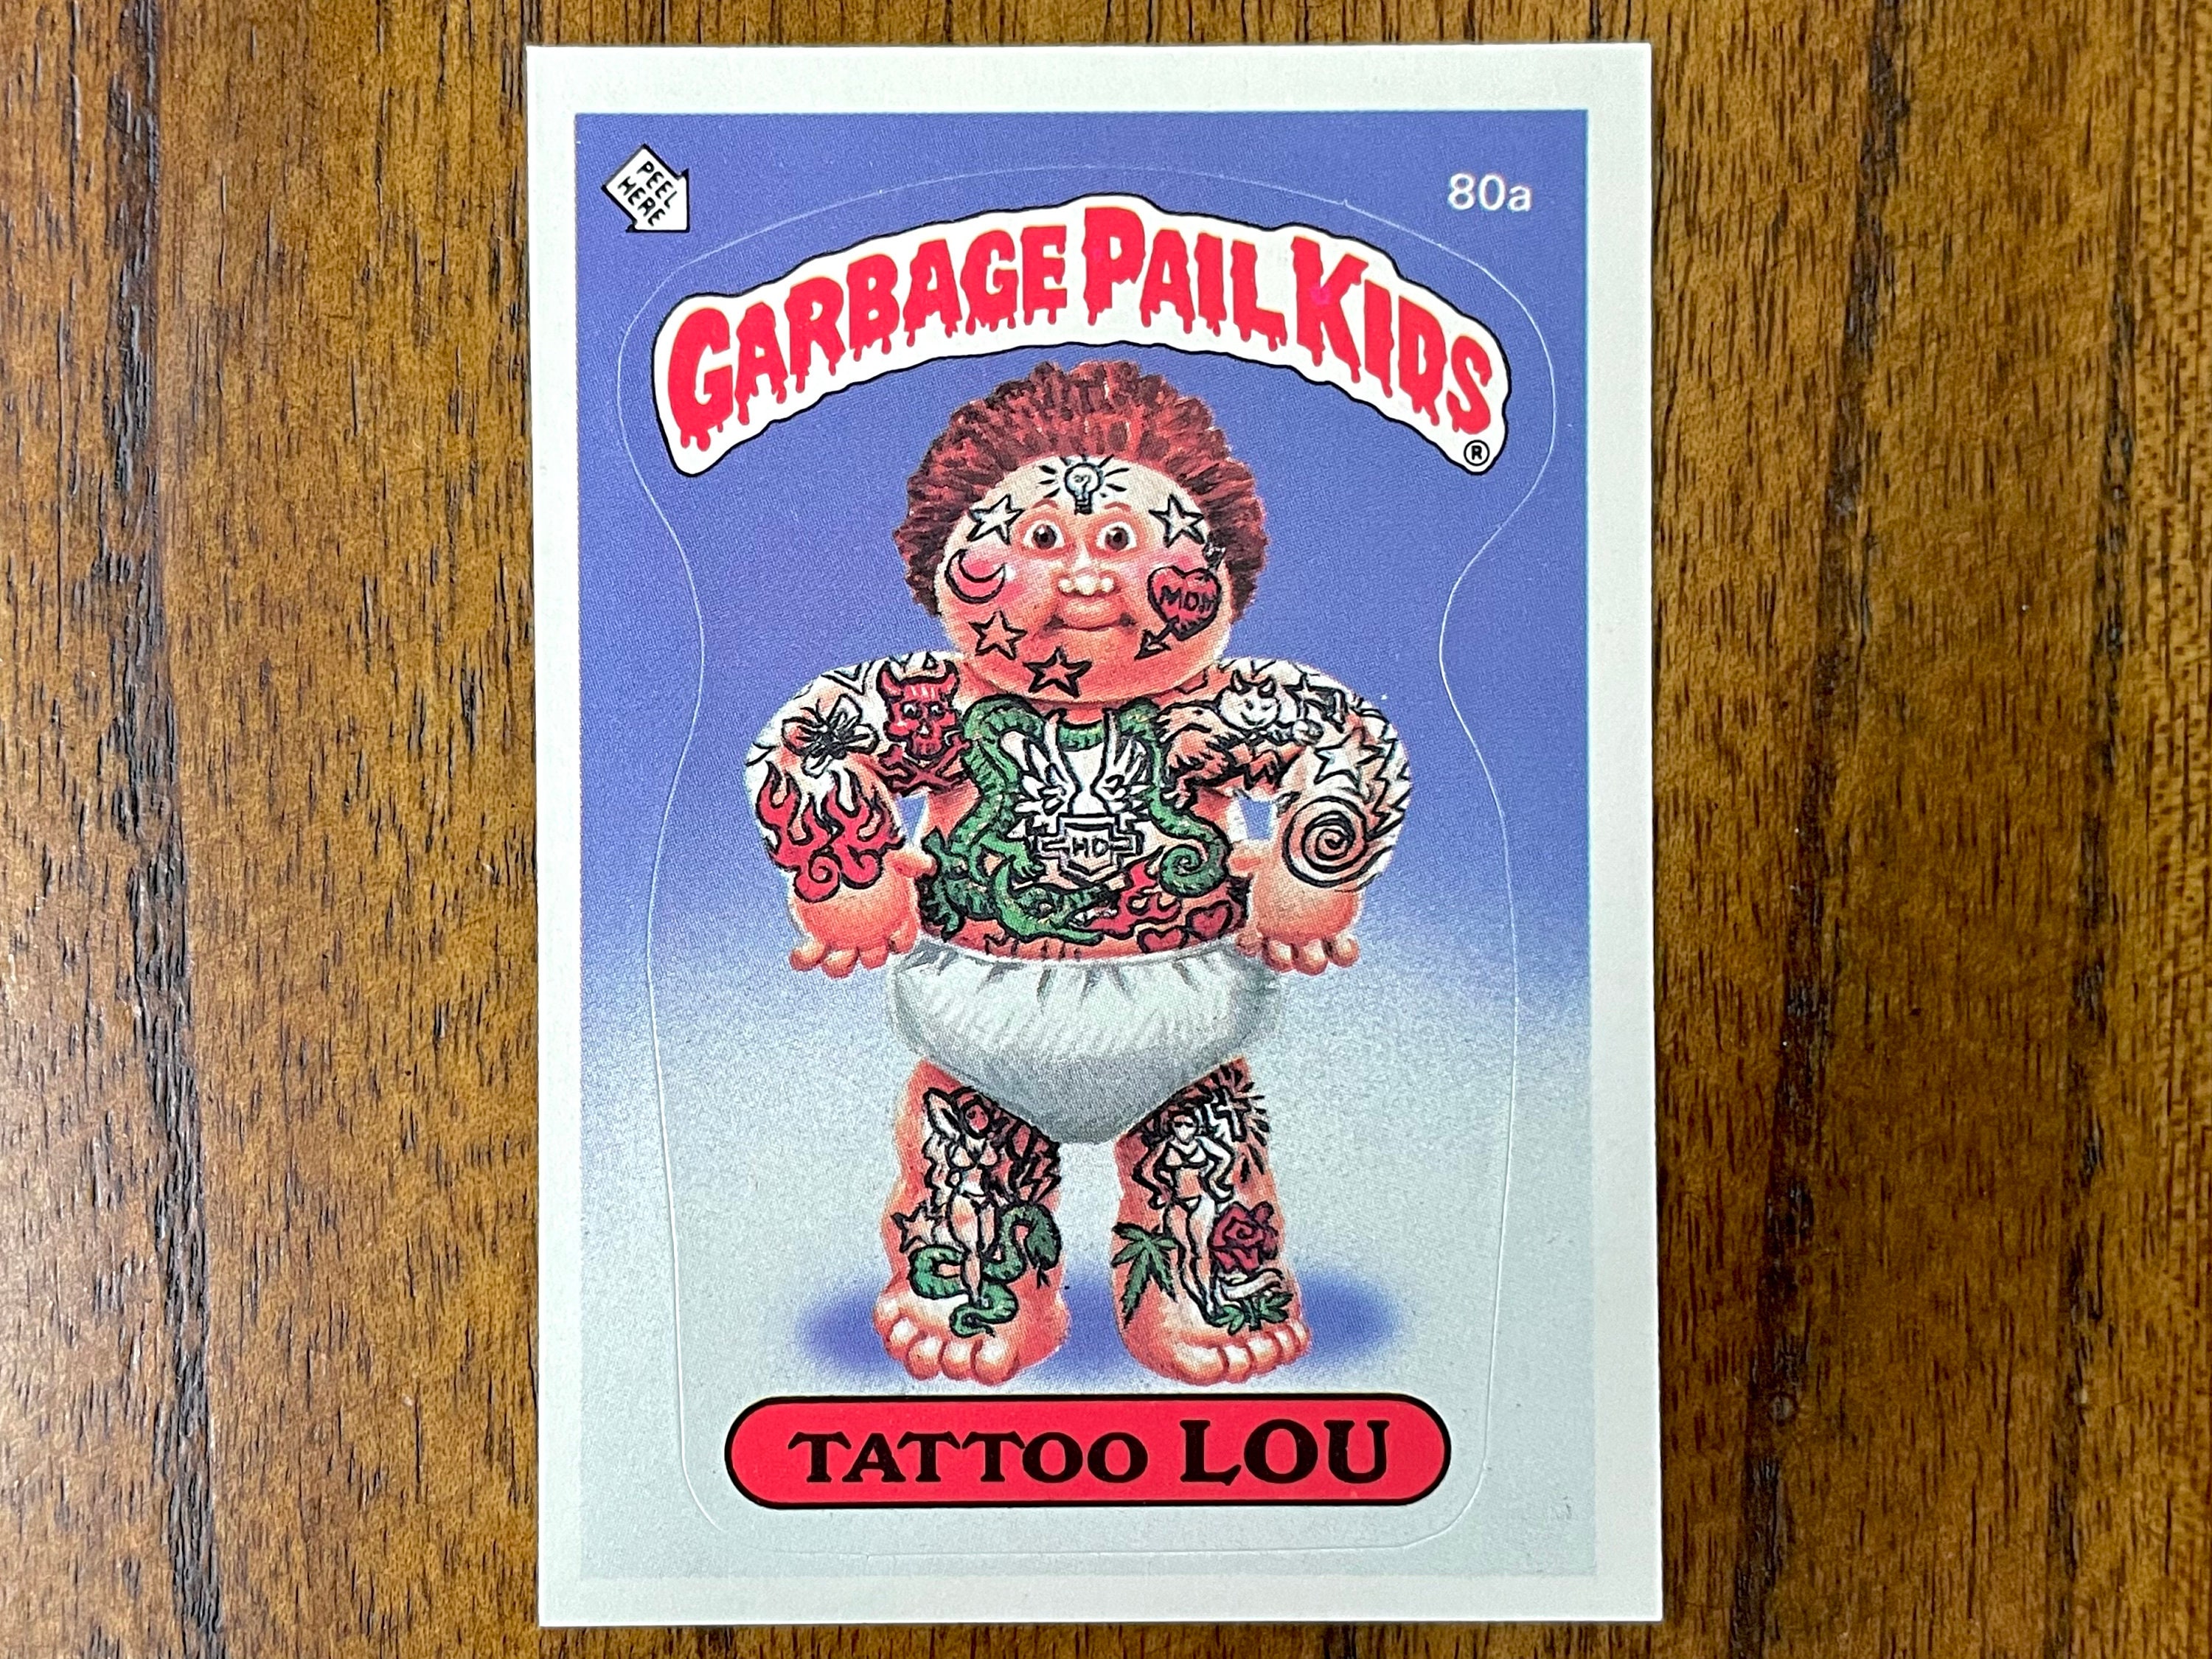 PEEL
HERE
80a
GARBAGE PAIL KIDS
®
MOM
HD
TATTOO LOU